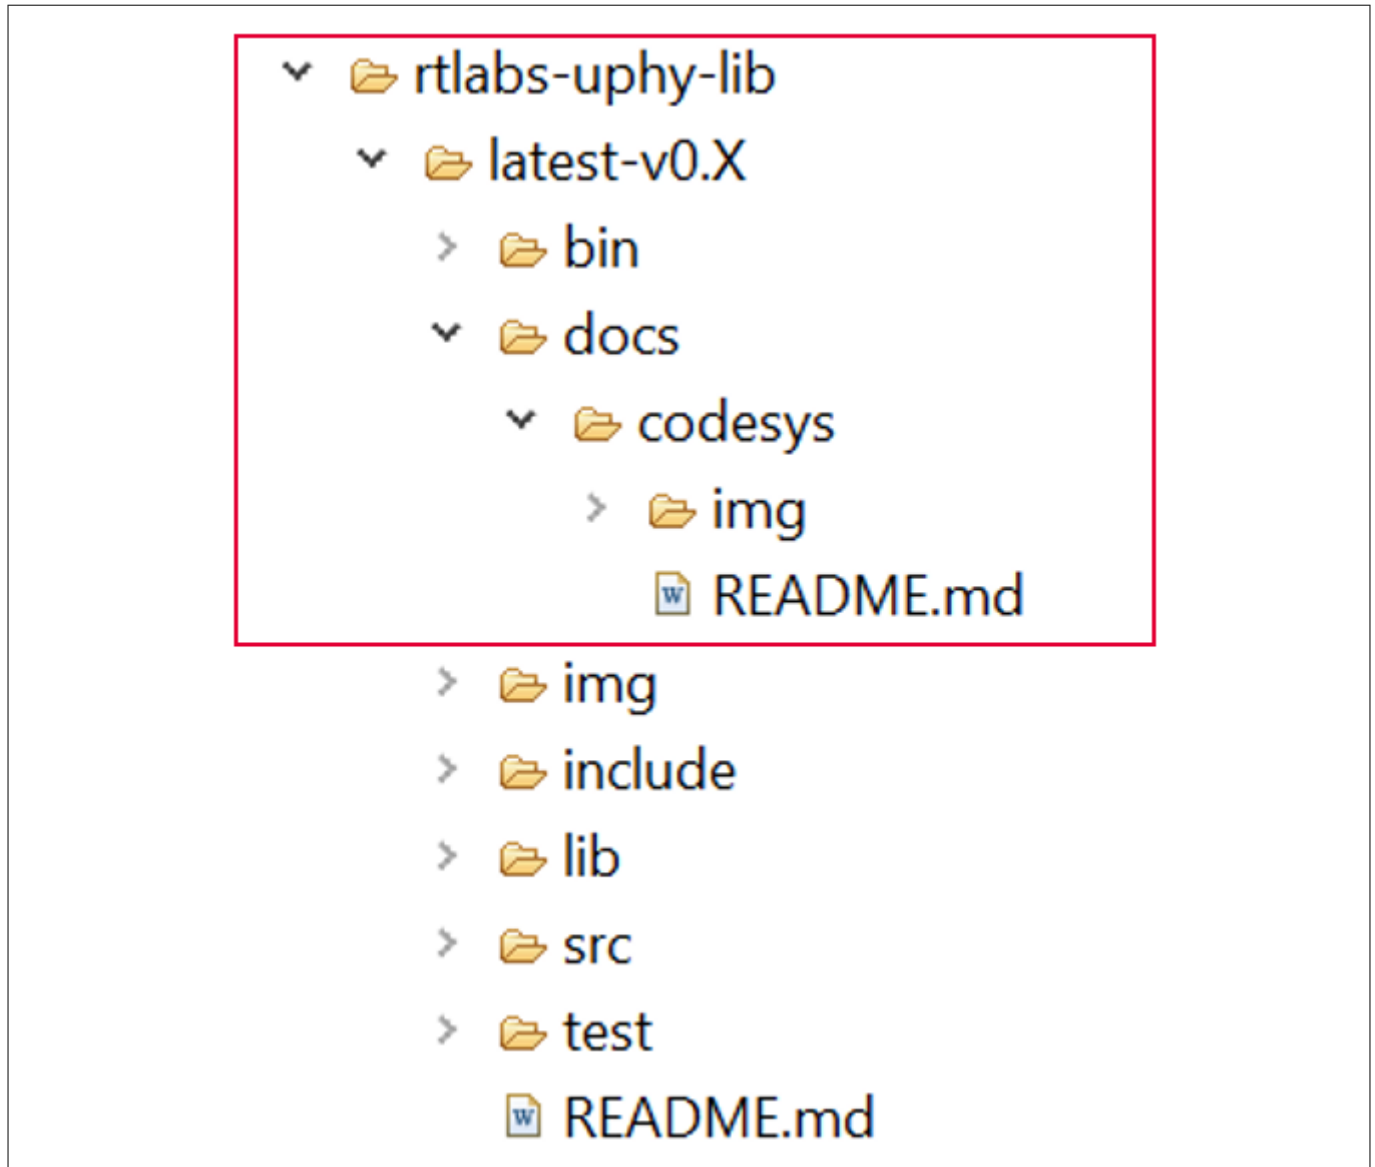 rtlabs-uphy-lib
latest-v0.X
bin
docs
codesys
img
README.md
img
include
lib
src
test
README.md